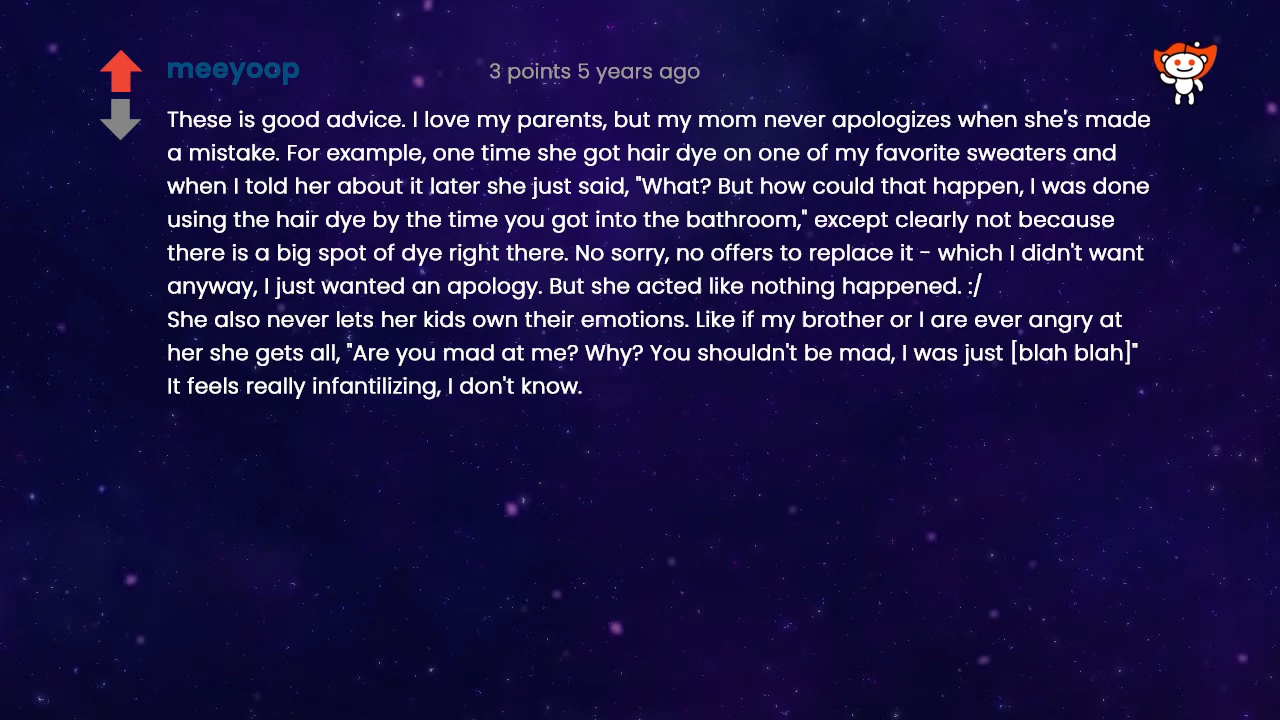 meeyoop 3 points 5 years ago
These is good advice. I love my parents, but my mom never apologizes when she's made
a mistake. For example, one time she got hair dye on one of my favorite sweaters and
when I told her about it later she just said, "What? But how could that happen, I was done
using the hair dye by the time you got into the bathroom," except clearly not because
there is a big spot of dye right there. No sorry, no offers to replace it - which I didn't want
anyway, I just wanted an apology. But she acted like nothing happened. :/
She also never lets her kids own their emotions. Like if my brother or I are ever angry at
her she gets all, "Are you mad at me? Why? You shouldn't be mad, I was just [blah blah]"
It feels really infantilizing, I don't know.